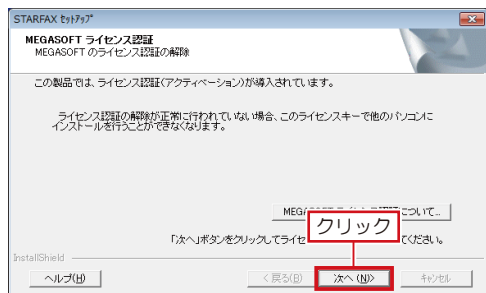 STARFAX ｾｯﾄｱｯﾌﾟ
MEGASOFT ライセンス認証
MEGASOFT のライセンス認証の解除
この製品では、ライセンス認証(アクティベーション)が導入されています。
ライセンス認証の解除が正常に行われていない場合、このライセンスキーで他のパソコンに
インストールを行うことができなくなります。
MEGA
について...
クリック
「次へ」ボタンをクリックしてライセ
ください。
InstallShield
ヘルプ(H)
< 戻る(B)
次へ(N)>
キャンセル